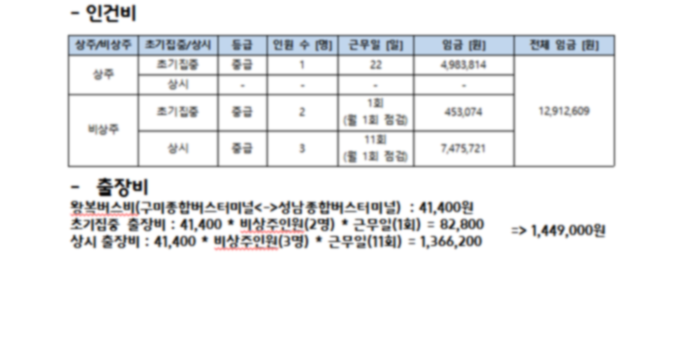 - 인건비
상주/비상주 초기집중/상시 등급 인원 수 [명] 근무일 [일] 임금 [원] 전체 임금 [원]
상주 초기집중 중급 1 22 4,983,814 12,912,609
상시 - - - -
비상주 초기집중 중급 2 1회 453,074
(월 1회 점검)
상시 중급 3 11회 7,475,721
(월 1회 점검)
- 출장비
왕복버스비(구미종합버스터미널<->성남종합버스터미널) : 41,400원
초기집중 출장비 : 41,400 * 비상주인원(2명) * 근무일(1회) = 82,800
=> 1,449,000원
상시 출장비 : 41,400 * 비상주인원(3명) * 근무일(11회) = 1,366,200